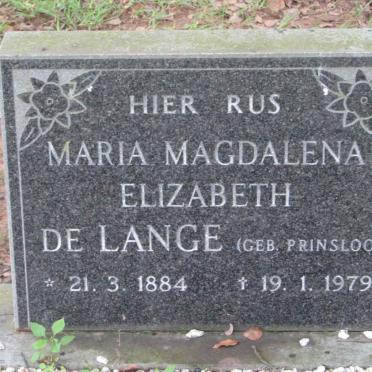 HIER RUS
MARIA MAGDALENA
ELIZABETH
DE LANGE (GEB. PRINSLOO
* 21. 3. 1884 † 19. 1. 1979